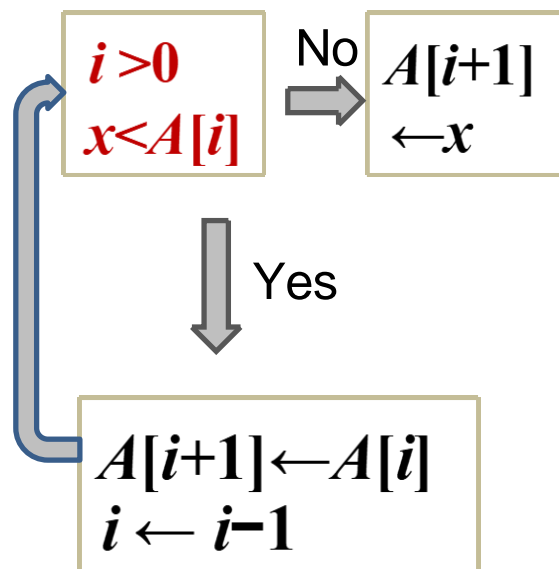 i >0
x<A[i]
No
A[i+1]
←x
Yes
A[i+1]←A[i]
i ← i−1